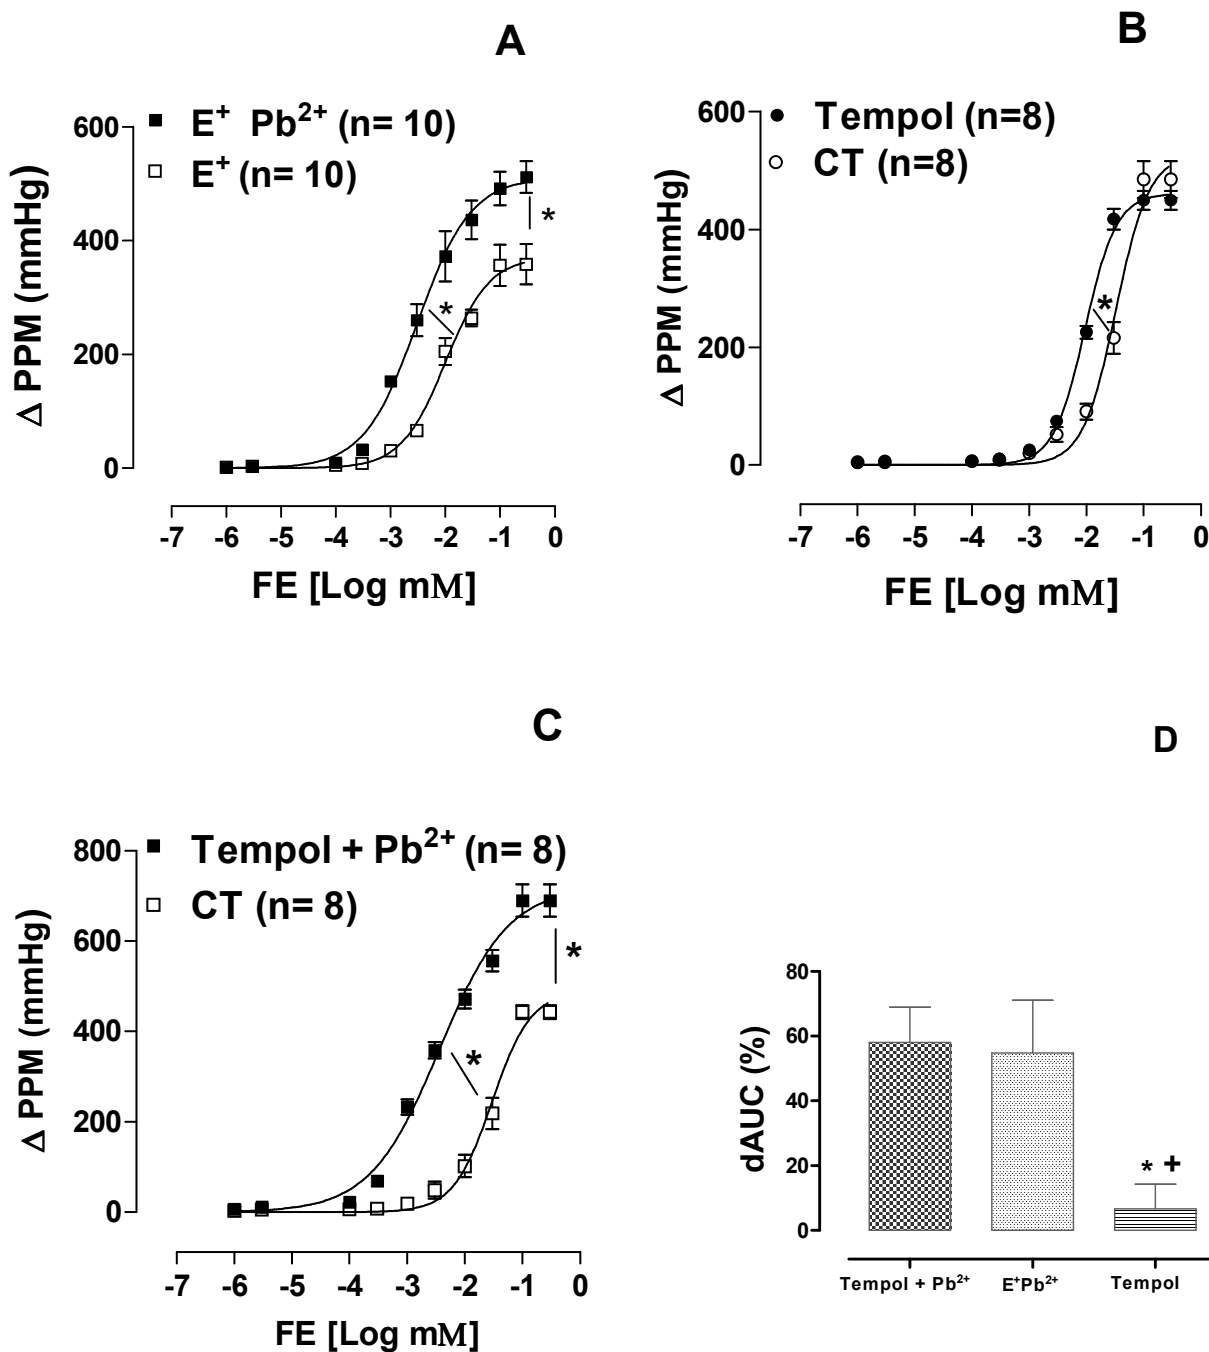 A
E⁺ Pb²⁺ (n= 10)
E⁺ (n= 10)
Δ PPM (mmHg)
600
400
200
0
*
*
-7 -6 -5 -4 -3 -2 -1 0
FE [Log mM]
B
Tempol (n=8)
CT (n=8)
Δ PPM (mmHg)
600
400
200
0
*
-7 -6 -5 -4 -3 -2 -1 0
FE [Log mM]
C
Tempol + Pb²⁺ (n= 8)
CT (n= 8)
Δ PPM (mmHg)
800
600
400
200
0
*
*
-7 -6 -5 -4 -3 -2 -1 0
FE [Log mM]
D
dAUC (%)
80
60
40
20
0
* +
Tempol + Pb²⁺ E⁺Pb²⁺ Tempol